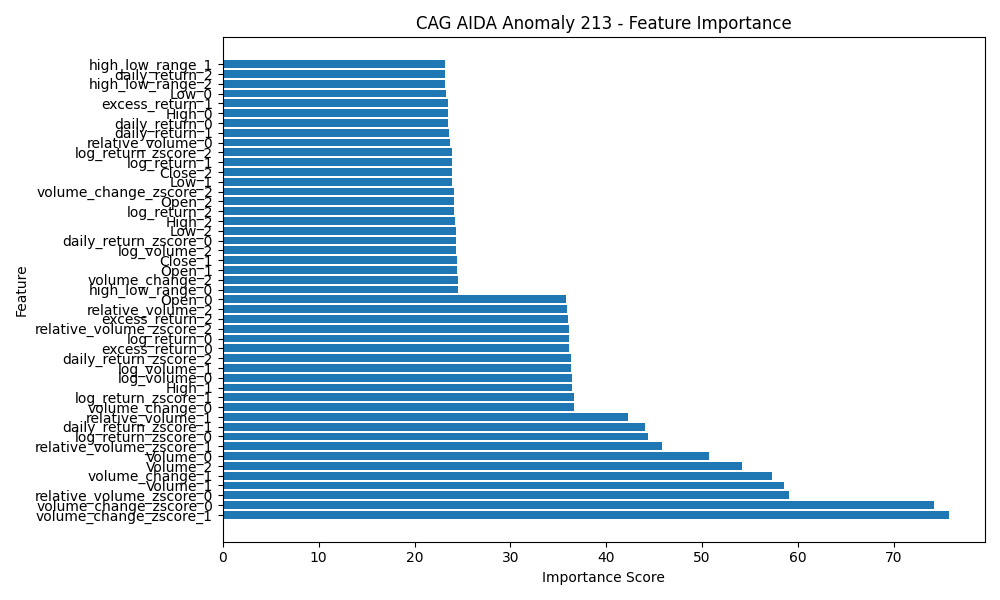 CAG AIDA Anomaly 213 - Feature Importance
high_low_range_1
daily_return_2
high_low_range_2
Low_0
excess_return_1
High_0
daily_return_0
daily_return_1
relative_volume_0
log_return_zscore_2
log_return_1
Close_2
Low_1
volume_change_zscore_2
Open_2
log_return_2
High_2
Low_2
daily_return_zscore_0
log_volume_2
Close_1
Open_1
volume_change_2
high_low_range_0
Open_0
relative_volume_2
excess_return_2
relative_volume_zscore_2
log_return_0
excess_return_0
daily_return_zscore_2
log_volume_1
log_volume_0
High_1
log_return_zscore_1
volume_change_0
relative_volume_1
daily_return_zscore_1
log_return_zscore_0
relative_volume_zscore_1
Volume_0
Volume_2
volume_change_1
Volume_1
relative_volume_zscore_0
volume_change_zscore_0
volume_change_zscore_1
Feature
0 10 20 30 40 50 60 70
Importance Score